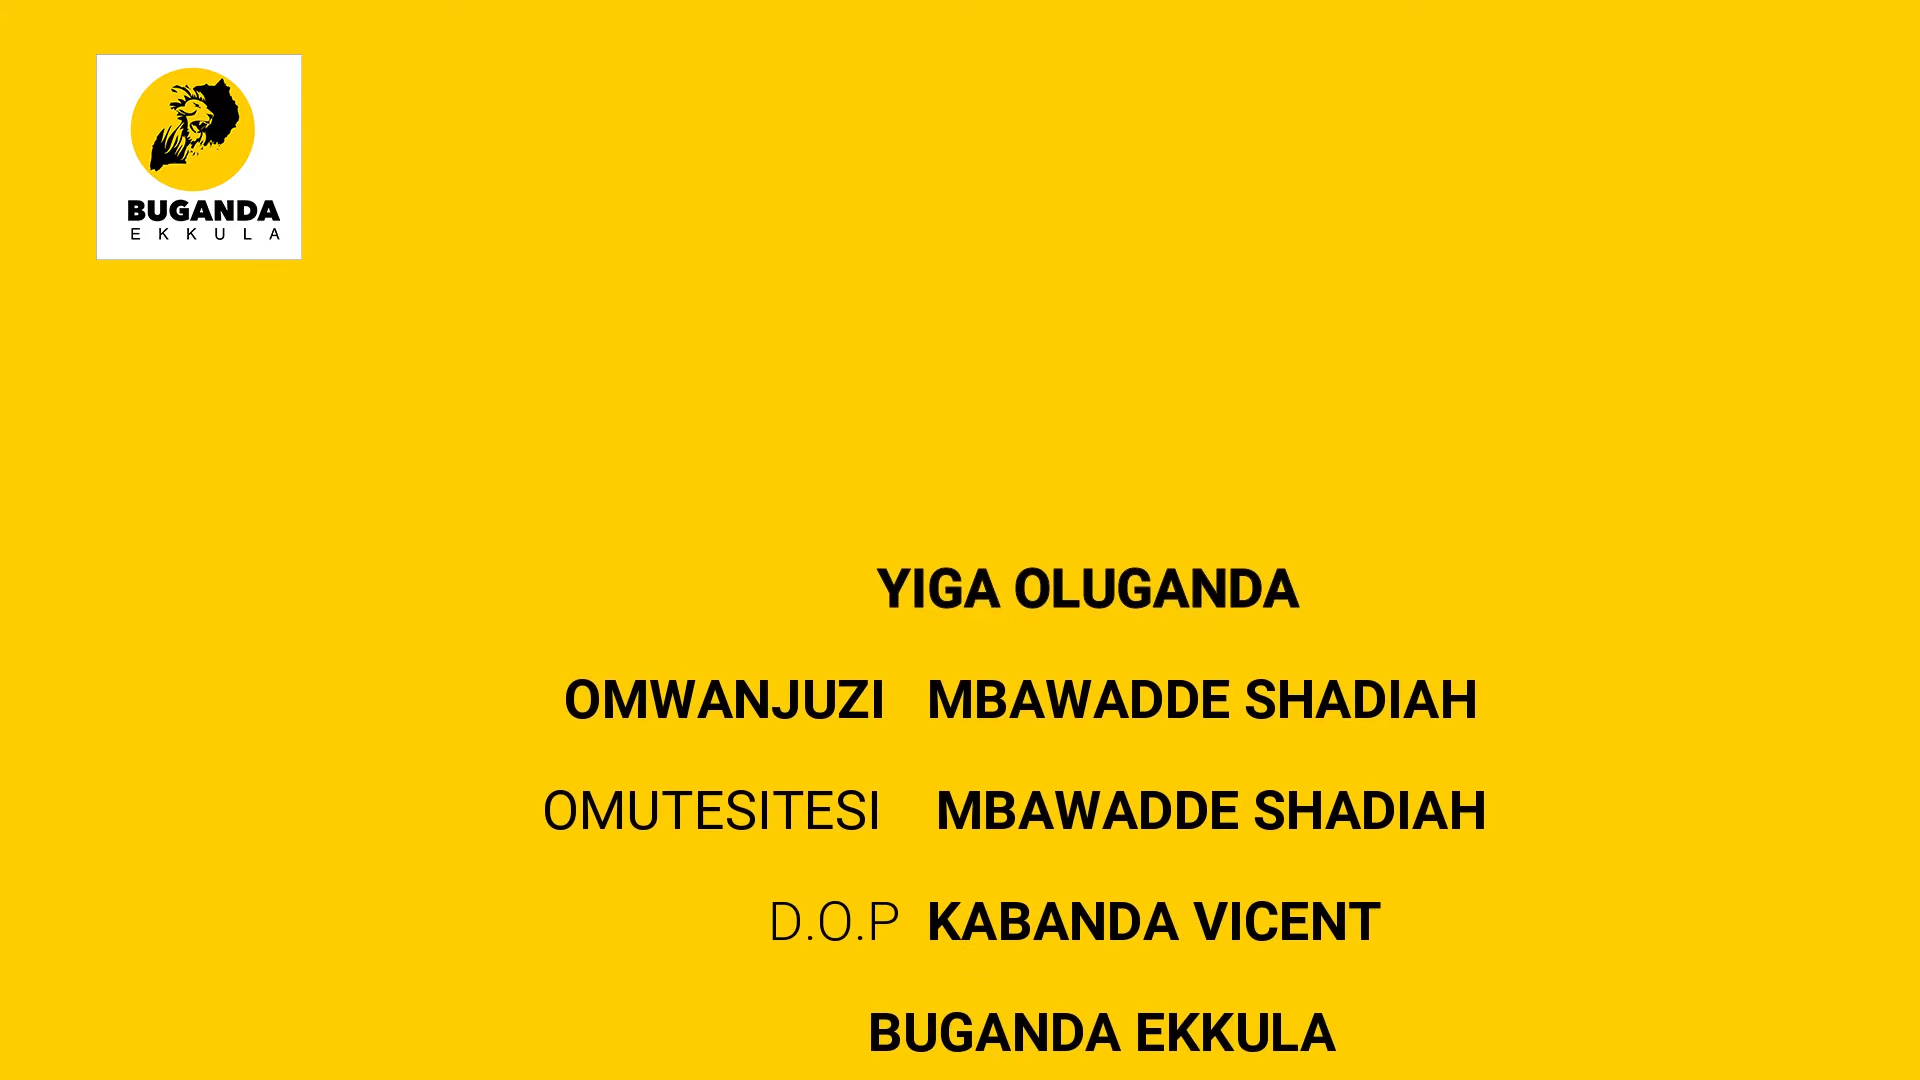 BUGANDA
EKKULA
YIGA OLUGANDA
OMWANJUZI MBAWADDE SHADIAH
OMUTESITESI MBAWADDE SHADIAH
D.O.P KABANDA VICENT
BUGANDA EKKULA